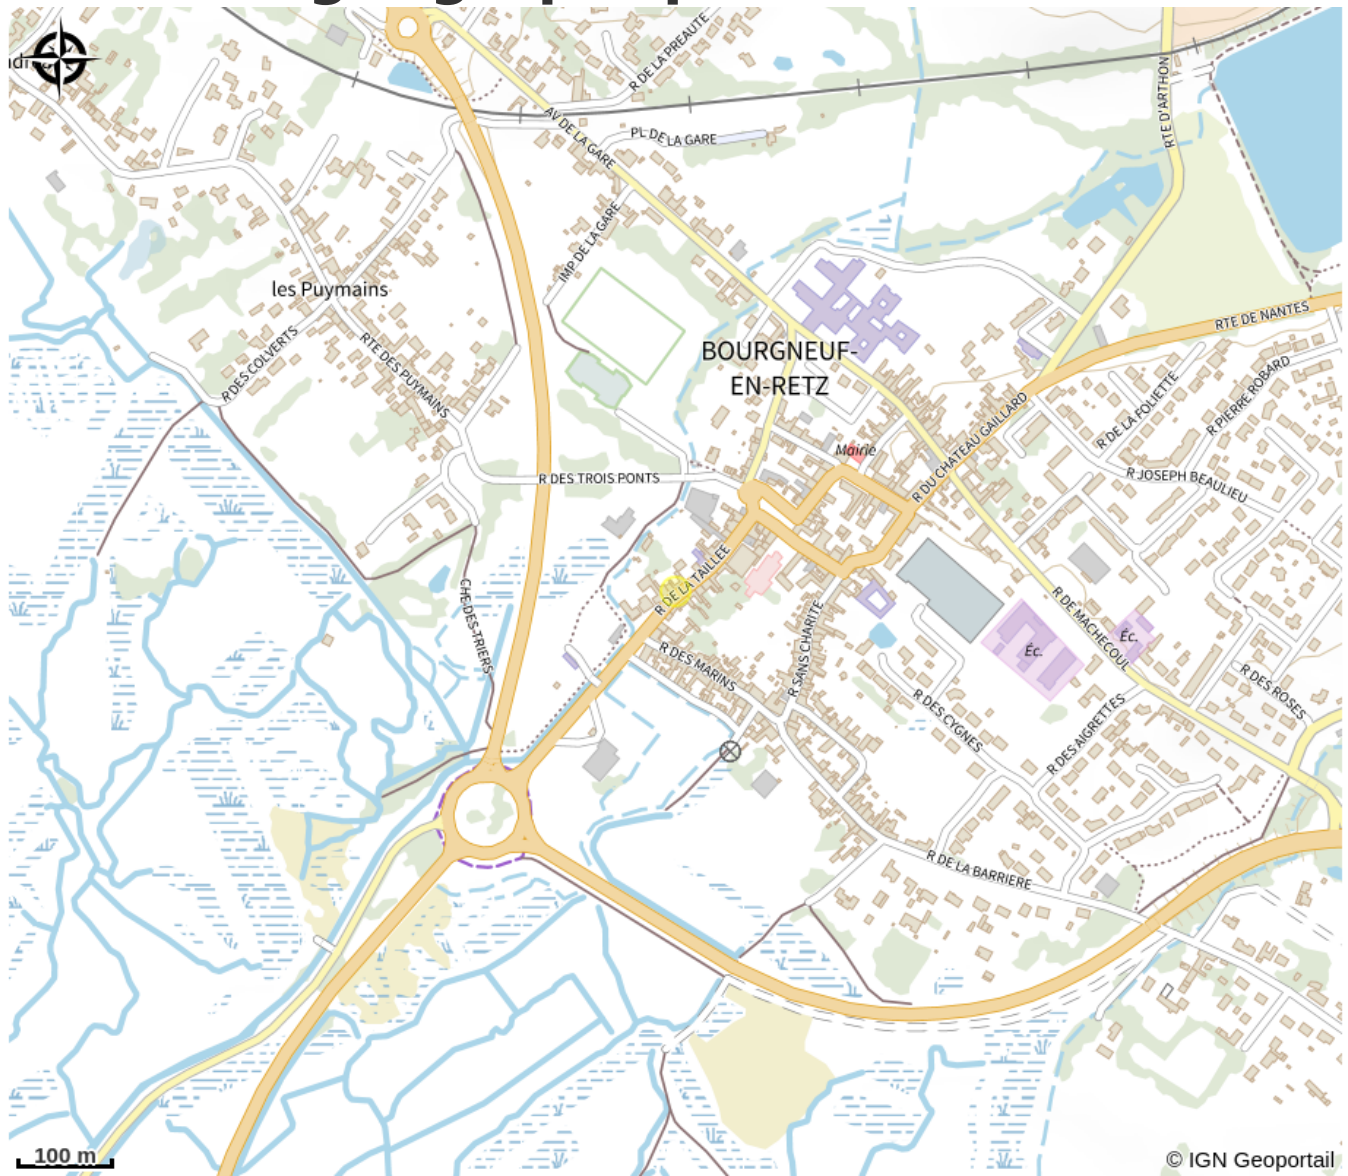 R DE LA PREAUTE
RTE D'ARTHON
AV DE LA GARE
PL DE LA GARE
IMP DE LA GARE
les Puymains
RTE DE NANTES
R DES COLVERTS
RTE DES PUYMAINS
BOURGNEUF-
EN-RETZ
R PIERRE ROBARD
R DE LA FOLIETTE
R DU CHATEAU GAILLARD
Mairie
R DES TROIS PONTS
R JOSEPH BEAULIEU
R DE LA TAILLEE
CHE DES TRIERS
R SANS CHARITE
R DE MACHECOUL
Éc.
Éc.
R DES MARINS
R DES CYGNES
R DES AIGRETTES
R DES ROSES
R DE LA BARRIERE
100 m
© IGN Geoportail